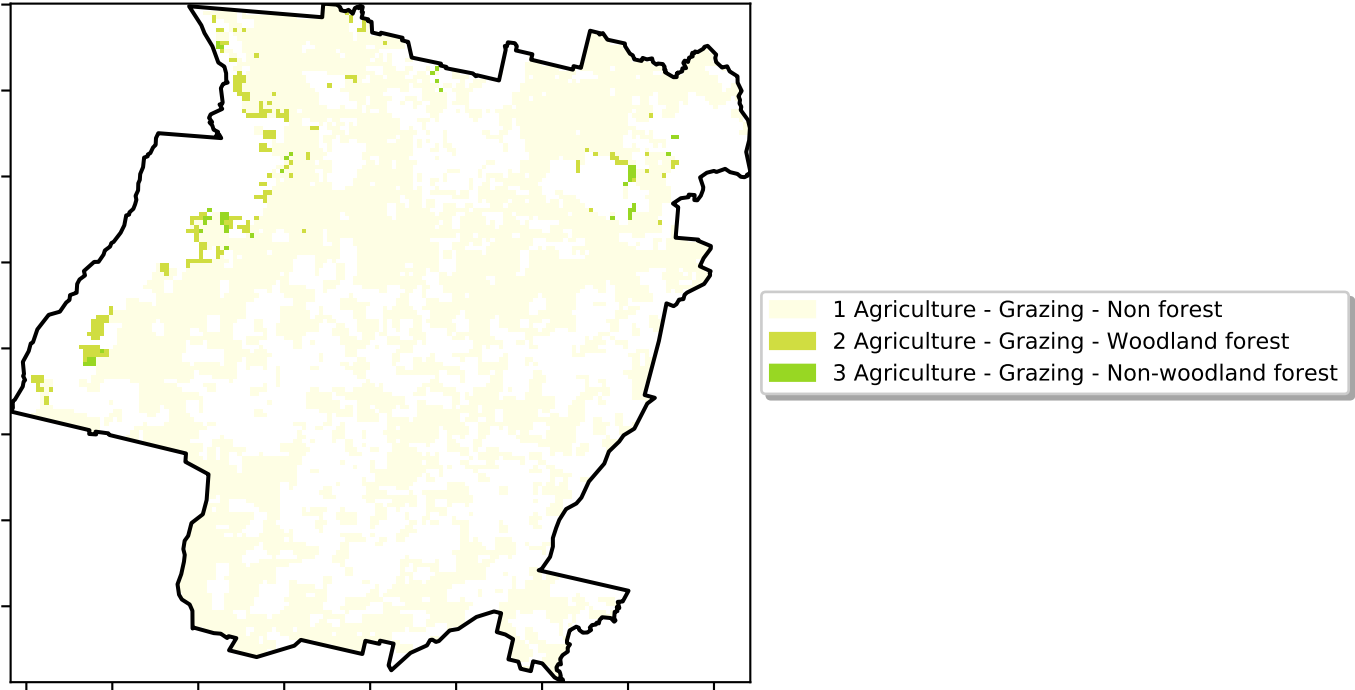 1 Agriculture - Grazing - Non forest
2 Agriculture - Grazing - Woodland forest
3 Agriculture - Grazing - Non-woodland forest